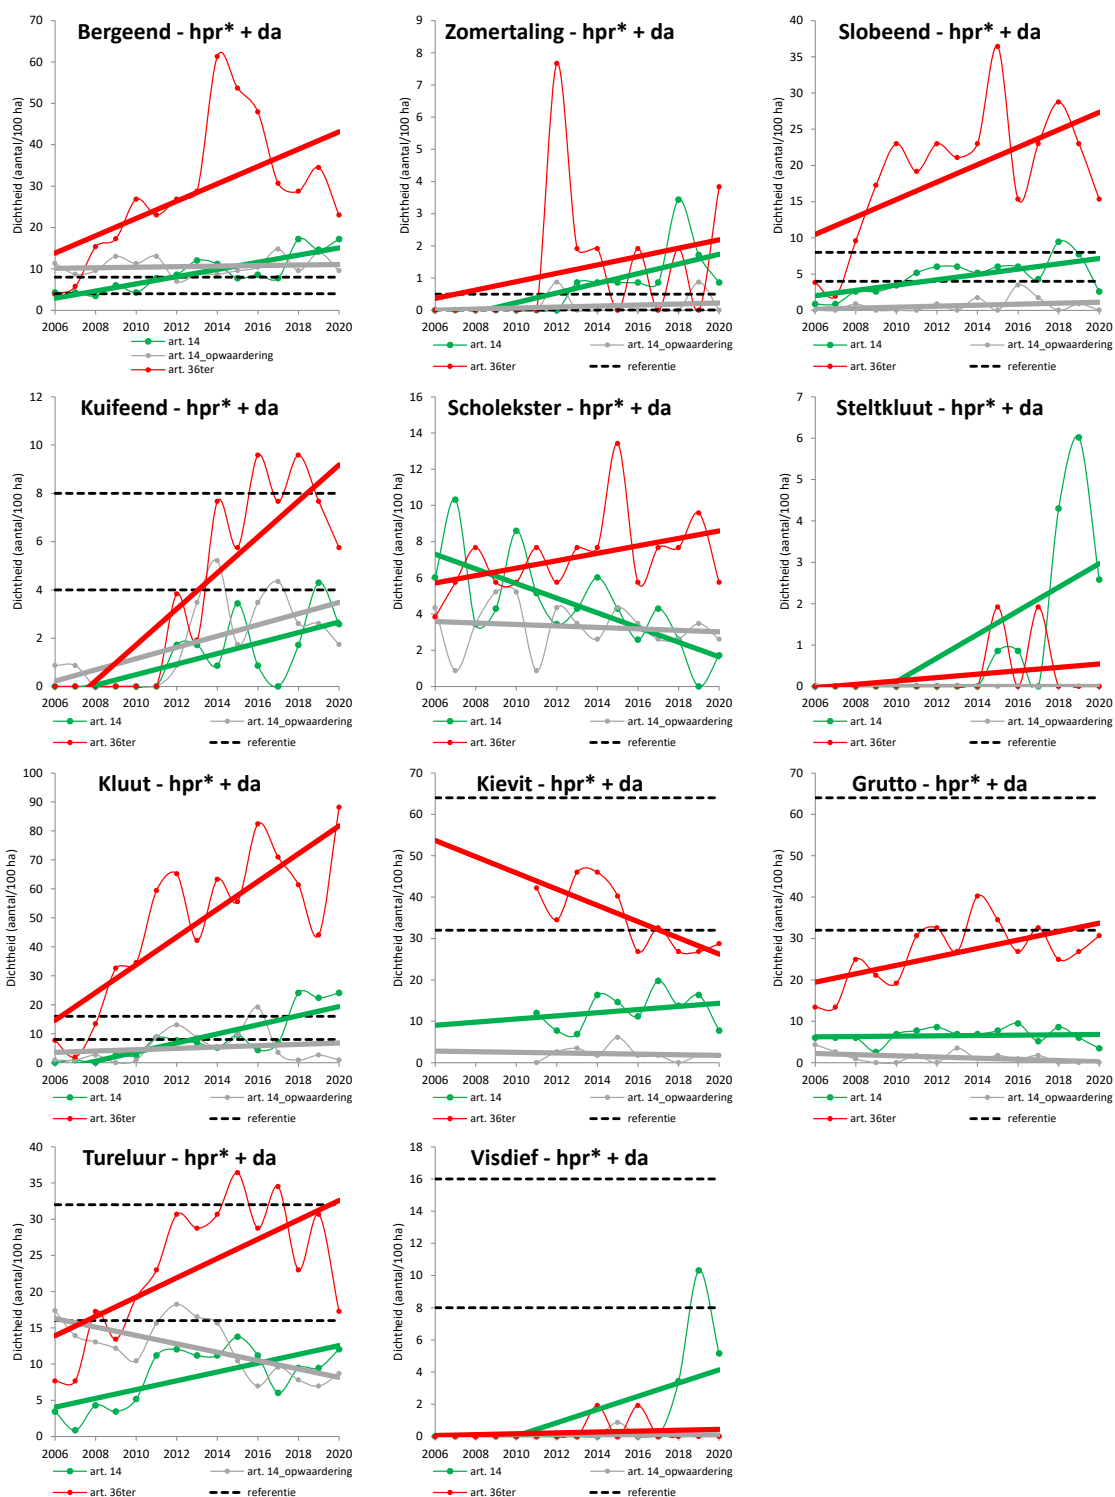 Bergeend - hpr* + da
Dichtheid (aantal/100 ha)
70
60
50
40
30
20
10
0
2006 2008 2010 2012 2014 2016 2018 2020
art. 14
art. 14_opwaardering
art. 36ter
Zomertaling - hpr* + da
Dichtheid (aantal/100 ha)
9
8
7
6
5
4
3
2
1
0
2006 2008 2010 2012 2014 2016 2018 2020
art. 14 art. 14_opwaardering
art. 36ter referentie
Slobeend - hpr* + da
Dichtheid (aantal/100 ha)
40
35
30
25
20
15
10
5
0
2006 2008 2010 2012 2014 2016 2018 2020
art. 14 art. 14_opwaardering
art. 36ter referentie
Kuifeend - hpr* + da
Dichtheid (aantal/100 ha)
12
10
8
6
4
2
0
2006 2008 2010 2012 2014 2016 2018 2020
art. 14 art. 14_opwaardering
art. 36ter referentie
Scholekster - hpr* + da
Dichtheid (aantal/100 ha)
16
14
12
10
8
6
4
2
0
2006 2008 2010 2012 2014 2016 2018 2020
art. 14 art. 14_opwaardering
art. 36ter referentie
Steltkluut - hpr* + da
Dichtheid (aantal/100 ha)
7
6
5
4
3
2
1
0
2006 2008 2010 2012 2014 2016 2018 2020
art. 14 art. 14_opwaardering
art. 36ter referentie
Kluut - hpr* + da
Dichtheid (aantal/100 ha)
100
90
80
70
60
50
40
30
20
10
0
2006 2008 2010 2012 2014 2016 2018 2020
art. 14 art. 14_opwaardering
art. 36ter referentie
Kievit - hpr* + da
Dichtheid (aantal/100 ha)
70
60
50
40
30
20
10
0
2006 2008 2010 2012 2014 2016 2018 2020
art. 14 art. 14_opwaardering
art. 36ter referentie
Grutto - hpr* + da
Dichtheid (aantal/100 ha)
70
60
50
40
30
20
10
0
2006 2008 2010 2012 2014 2016 2018 2020
art. 14 art. 14_opwaardering
art. 36ter referentie
Tureluur - hpr* + da
Dichtheid (aantal/100 ha)
40
35
30
25
20
15
10
5
0
2006 2008 2010 2012 2014 2016 2018 2020
art. 14 art. 14_opwaardering
art. 36ter referentie
Visdief - hpr* + da
Dichtheid (aantal/100 ha)
18
16
14
12
10
8
6
4
2
0
2006 2008 2010 2012 2014 2016 2018 2020
art. 14 art. 14_opwaardering
art. 36ter referentie